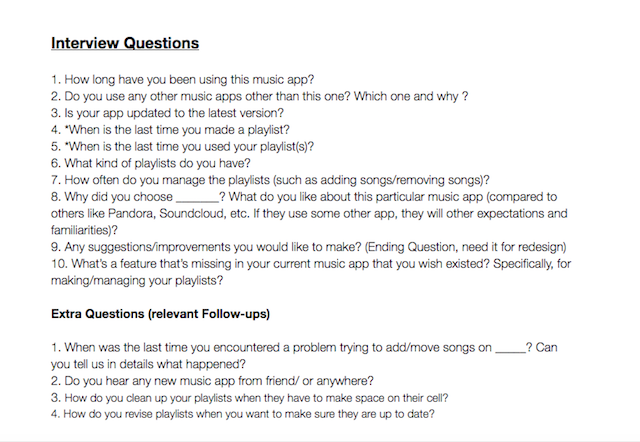 Interview Questions
1. How long have you been using this music app?
2. Do you use any other music apps other than this one? Which one and why ?
3. Is your app updated to the latest version?
4. *When is the last time you made a playlist?
5. *When is the last time you used your playlist(s)?
6. What kind of playlists do you have?
7. How often do you manage the playlists (such as adding songs/removing songs)?
8. Why did you choose _______? What do you like about this particular music app (compared to
others like Pandora, Soundcloud, etc. If they use some other app, they will other expectations and
familiarities)?
9. Any suggestions/improvements you would like to make? (Ending Question, need it for redesign)
10. What's a feature that's missing in your current music app that you wish existed? Specifically, for
making/managing your playlists?
Extra Questions (relevant Follow-ups)
1. When was the last time you encountered a problem trying to add/move songs on _____? Can
you tell us in details what happened?
2. Do you hear any new music app from friend/ or anywhere?
3. How do you clean up your playlists when they have to make space on their cell?
4. How do you revise playlists when you want to make sure they are up to date?